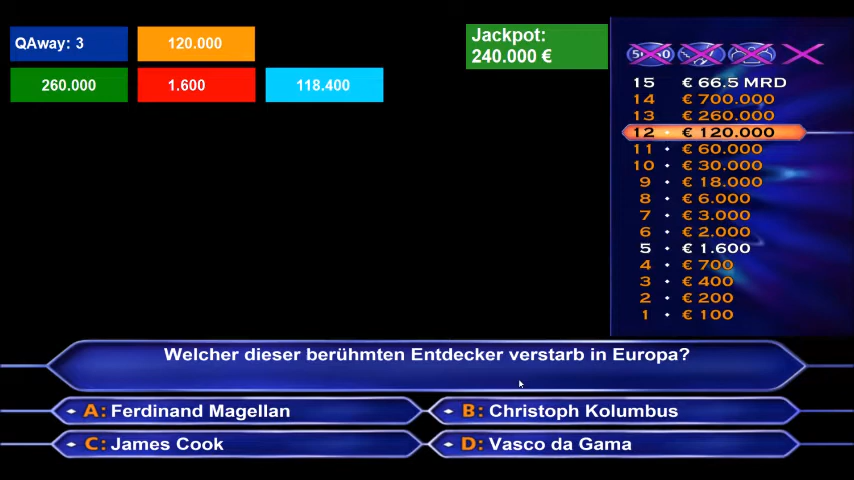 QAway: 3
120.000
260.000
1.600
118.400
Jackpot:
240.000 €
15 € 66.5 MRD
14 € 700.000
13 € 260.000
12 € 120.000
11 € 60.000
10 € 30.000
9 € 18.000
8 € 6.000
7 € 3.000
6 € 2.000
5 € 1.600
4 € 700
3 € 400
2 € 200
1 € 100
Welcher dieser berühmten Entdecker verstarb in Europa?
A: Ferdinand Magellan
B: Christoph Kolumbus
C: James Cook
D: Vasco da Gama